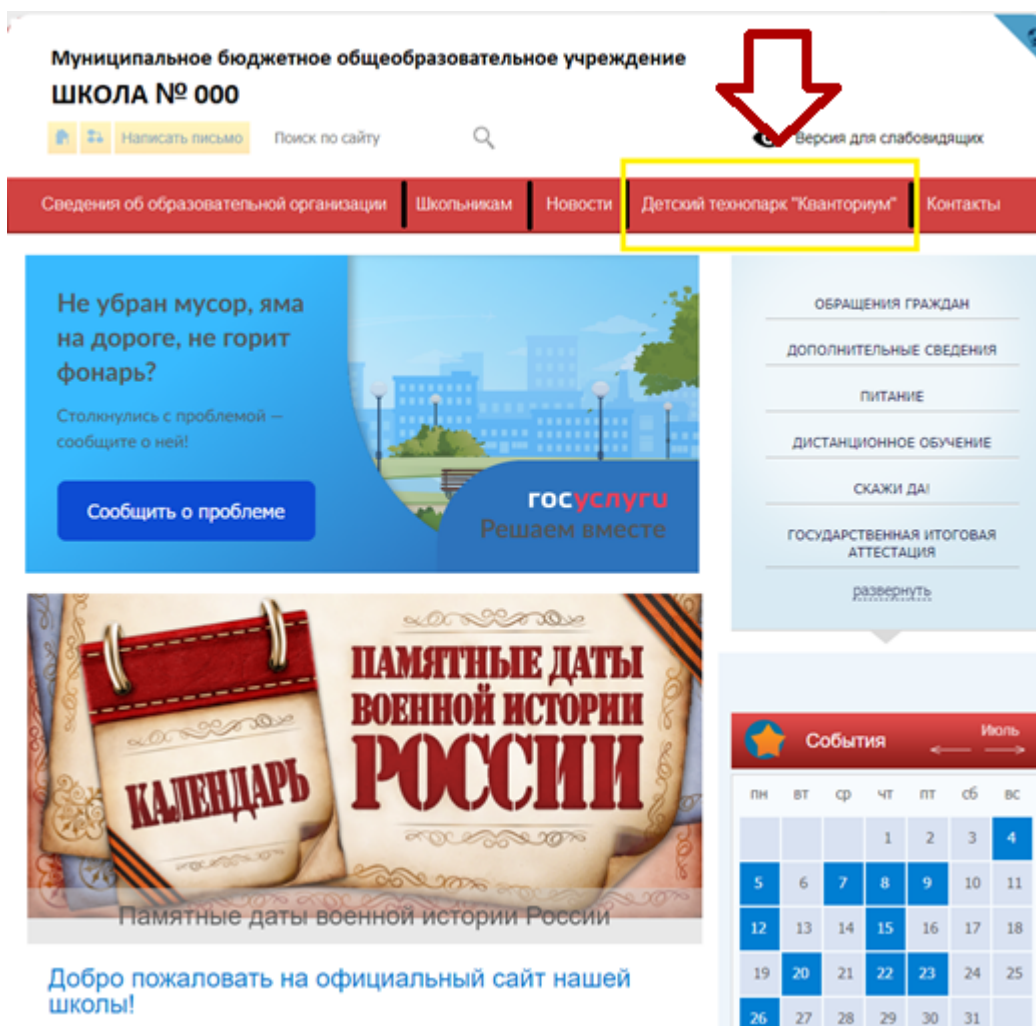 Муниципальное бюджетное общеобразовательное учреждение
ШКОЛА № 000
Написать письмо
Поиск по сайту
Версия для слабовидящих
Сведения об образовательной организации
Школьникам
Новости
Детский технопарк "Кванториум"
Контакты
Не убран мусор, яма
на дороге, не горит
фонарь?
Столкнулись с проблемой —
сообщите о ней!
Сообщить о проблеме
госуслуги
Решаем вместе
ОБРАЩЕНИЯ ГРАЖДАН
ДОПОЛНИТЕЛЬНЫЕ СВЕДЕНИЯ
ПИТАНИЕ
ДИСТАНЦИОННОЕ ОБУЧЕНИЕ
СКАЖИ ДА!
ГОСУДАРСТВЕННАЯ ИТОГОВАЯ
АТТЕСТАЦИЯ
развернуть
КАЛЕНДАРЬ
ПАМЯТНЫЕ ДАТЫ
ВОЕННОЙ ИСТОРИИ
РОССИИ
Памятные даты военной истории России
Добро пожаловать на официальный сайт нашей
школы!
События
Июль
пн вт ср чт пт сб вс
1 2 3 4
5 6 7 8 9 10 11
12 13 14 15 16 17 18
19 20 21 22 23 24 25
26 27 28 29 30 31